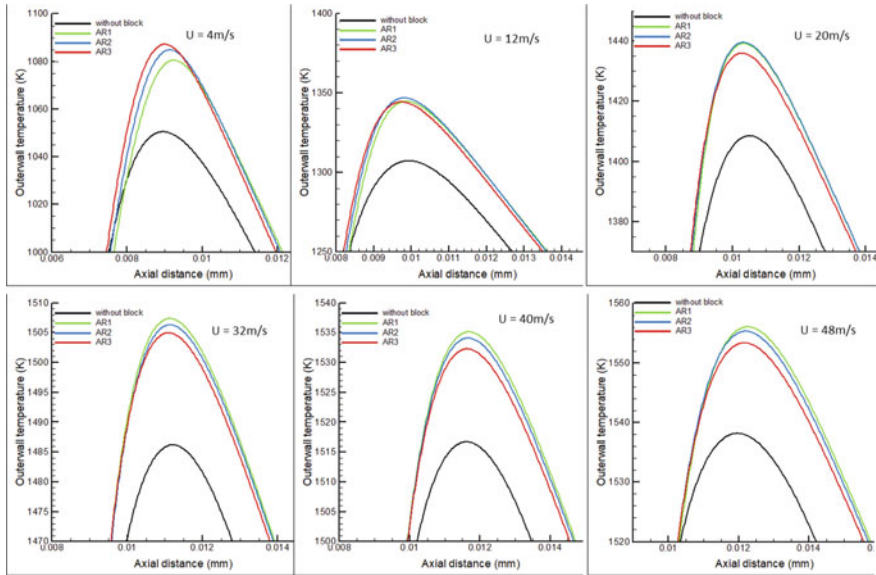 1100
1080
1060
1040
1020
1000
Outerwall temperature (K)
without block
AR1
AR2
AR3
U = 4m/s
0.006
0.008
0.01
0.012
Axial distance (mm)
1400
1350
1300
1250
Outerwall temperature (K)
without block
AR1
AR2
AR3
U = 12m/s
0.008
0.009
0.01
0.011
0.012
0.013
0.014
Axial distance (mm)
1440
1420
1400
1380
Outerwall temperature (K)
without block
AR1
AR2
AR3
U = 20m/s
0.008
0.01
0.012
0.014
Axial distance (mm)
1510
1505
1500
1495
1490
1485
1480
1475
1470
Outerwall temperature (K)
without block
AR1
AR2
AR3
U = 32m/s
0.008
0.01
0.012
0.014
Axial distance (mm)
1540
1535
1530
1525
1520
1515
1510
1505
1500
Outerwall temperature (K)
without block
AR1
AR2
AR3
U = 40m/s
0.008
0.01
0.012
0.014
Axial distance (mm)
1560
1550
1540
1530
1520
Outerwall temperature (K)
without block
AR1
AR2
AR3
U = 48m/s
0.01
0.012
0.014
Axial distance (mm)